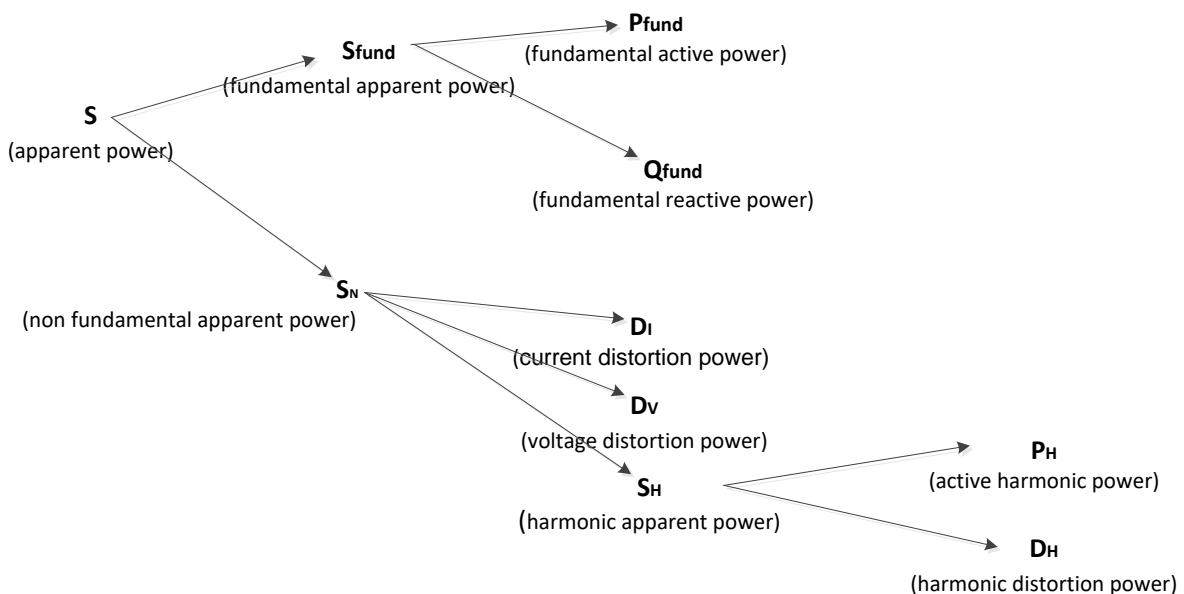 Pfund
(fundamental active power)
Sfund
(fundamental apparent power)
S
(apparent power)
Qfund
(fundamental reactive power)
SN
(non fundamental apparent power)
DI
(current distortion power)
DV
(voltage distortion power)
SH
(harmonic apparent power)
PH
(active harmonic power)
DH
(harmonic distortion power)